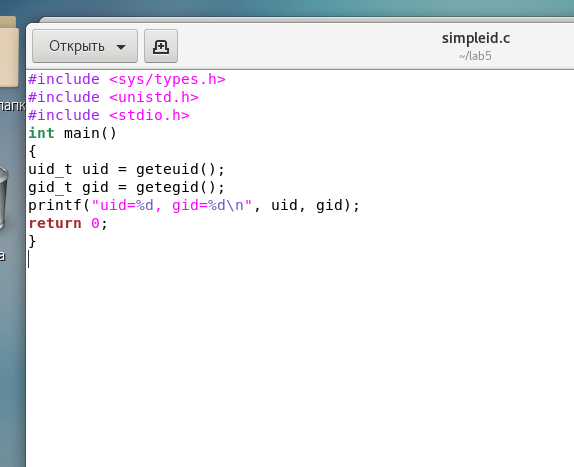 Открыть
simpleid.c
~/lab5
#include <sys/types.h>
#include <unistd.h>
#include <stdio.h>
int main()
{
uid_t uid = geteuid();
gid_t gid = getegid();
printf("uid=%d, gid=%d\n", uid, gid);
return 0;
}